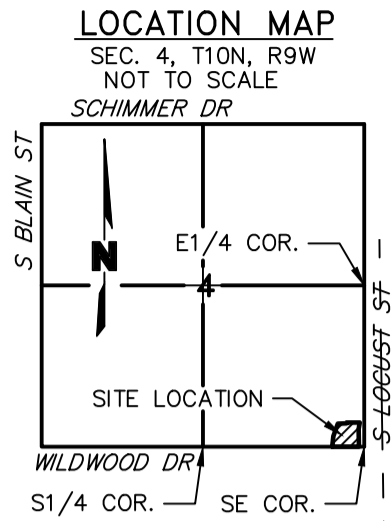 LOCATION MAP
SEC. 4, T10N, R9W
NOT TO SCALE
SCHIMMER DR
S BLAIN ST
N
E1/4 COR.
4
S LOCUST ST
SITE LOCATION
WILDWOOD DR
S1/4 COR.
SE COR.